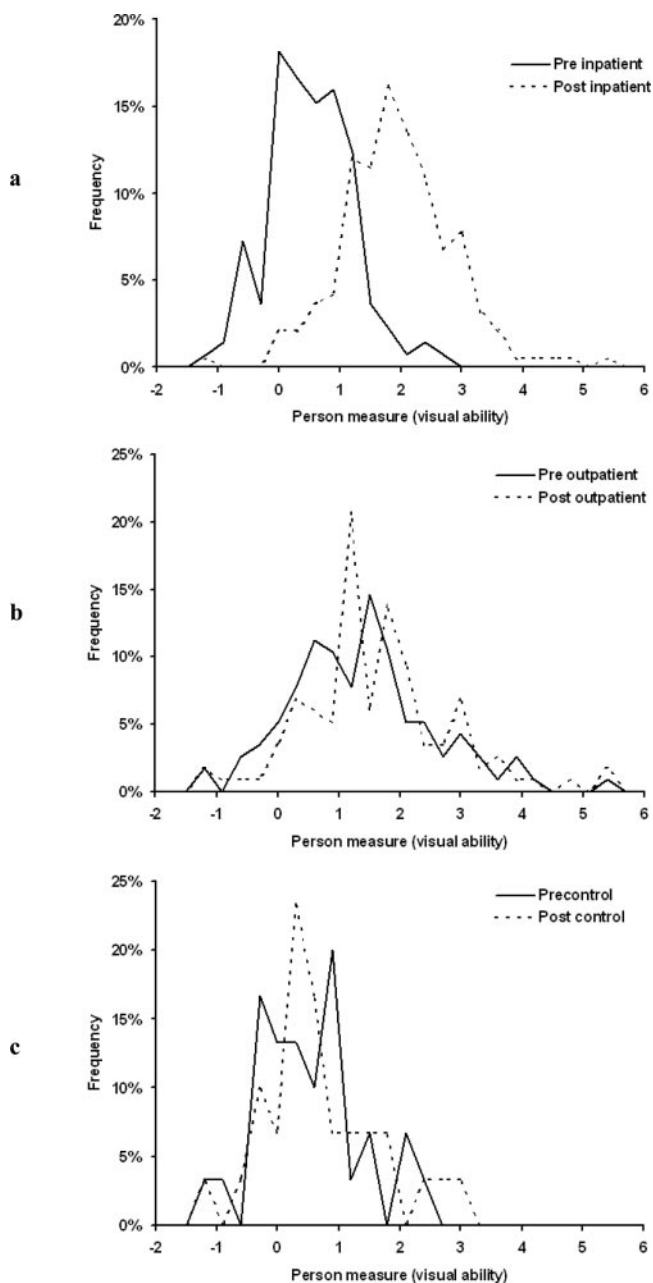 a
20%
15%
10%
5%
0%
Frequency
Pre inpatient
Post inpatient
-2 -1 0 1 2 3 4 5 6
Person measure (visual ability)
b
25%
20%
15%
10%
5%
0%
Frequency
Pre outpatient
Post outpatient
-2 -1 0 1 2 3 4 5 6
Person measure (visual ability)
c
25%
20%
15%
10%
5%
0%
Frequency
Precontrol
Post control
-2 -1 0 1 2 3 4 5 6
Person measure (visual ability)